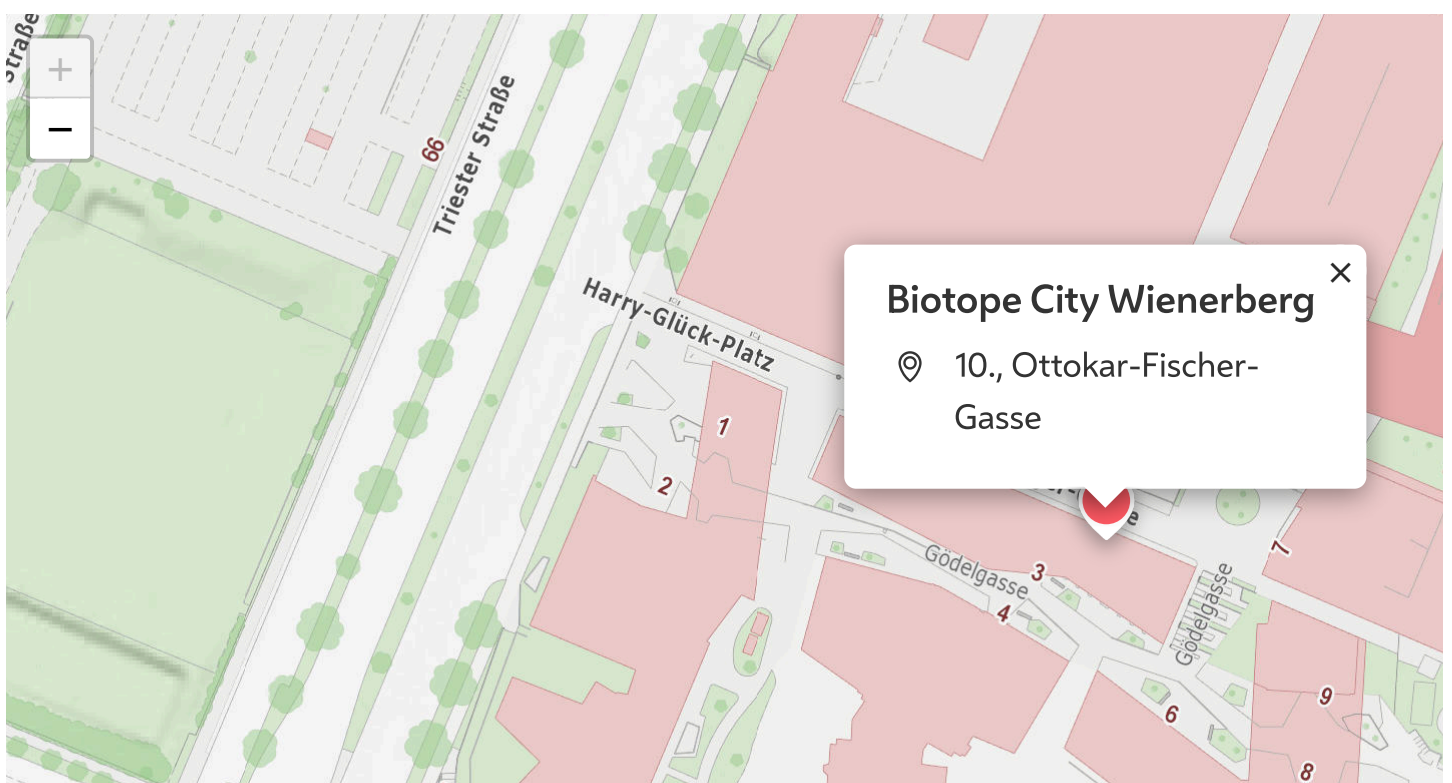 Straße
+
−
66
Triester Straße
Harry-Glück-Platz
Biotope City Wienerberg
10., Ottokar-Fischer-
Gasse
1
2
Gödelgasse
3
4
7
Gödelgasse
6
9
8